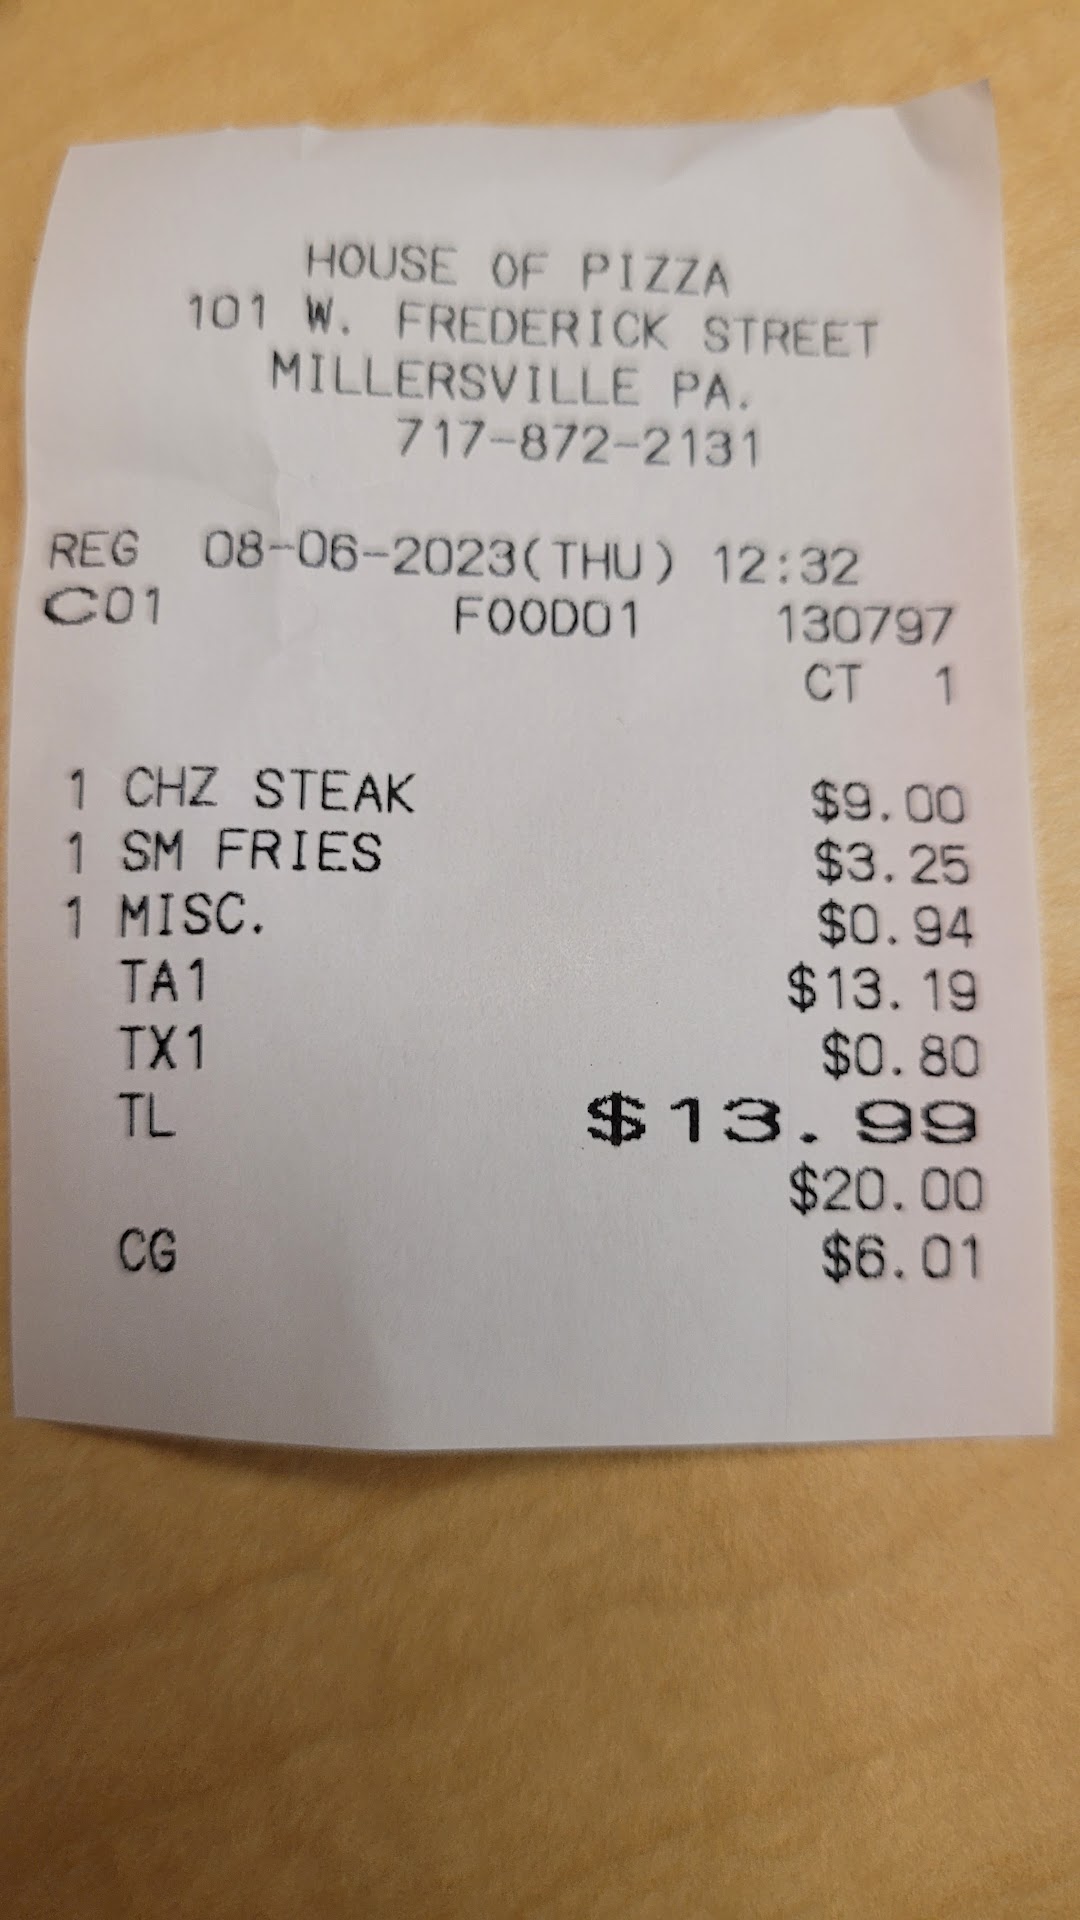 HOUSE OF PIZZA
101 W. FREDERICK STREET
MILLERSVILLE PA.
717-872-2131
REG 08-06-2023(THU) 12:32
C01 FOOD01 130797
CT 1
1 CHZ STEAK $9.00
1 SM FRIES $3.25
1 MISC. $0.94
TA1 $13.19
TX1 $0.80
TL $13.99
$20.00
CG $6.01